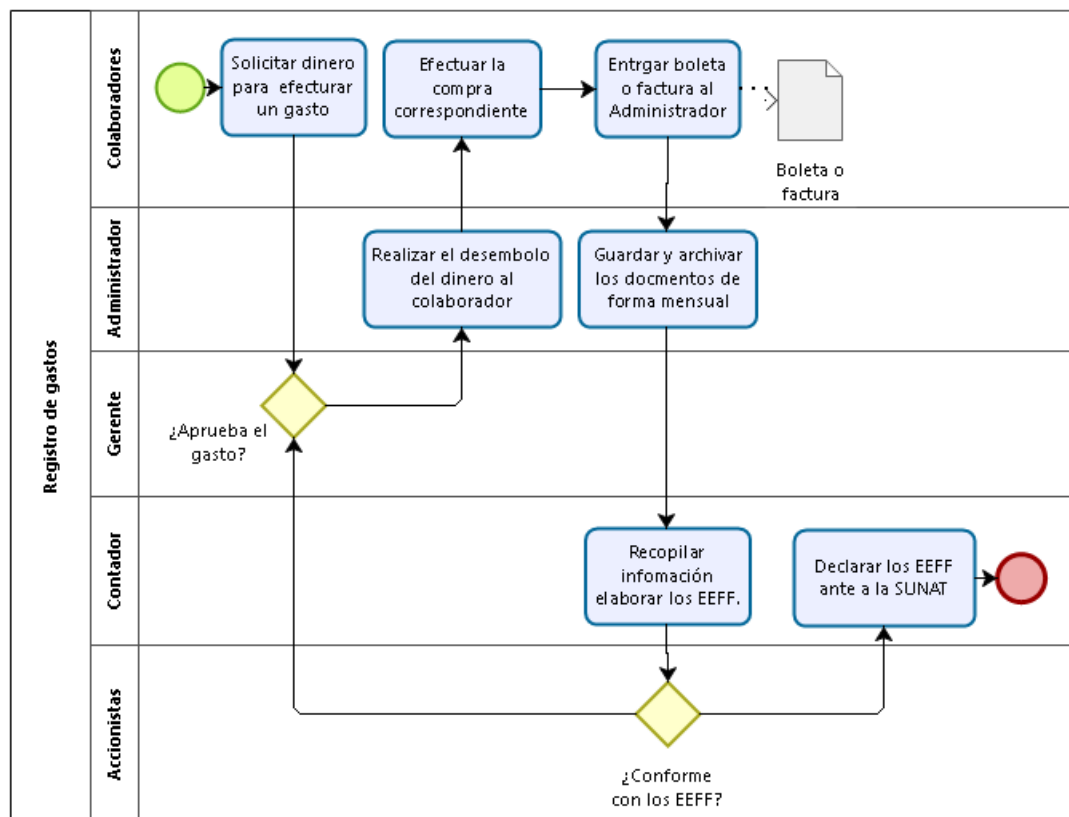 Registro de gastos
Colaboradores
Solicitar dinero
para efecturar
un gasto
Efectuar la
compra
correspondiente
Entrgar boleta
o factura al
Administrador
Boleta o
factura
Administrador
Realizar el desembolo
del dinero al
colaborador
Guardar y archivar
los docmentos de
forma mensual
Gerente
¿Aprueba el
gasto?
Contador
Recopilar
infomación
elaborar los EEFF.
Declarar los EEFF
ante a la SUNAT
Accionistas
¿Conforme
con los EEFF?